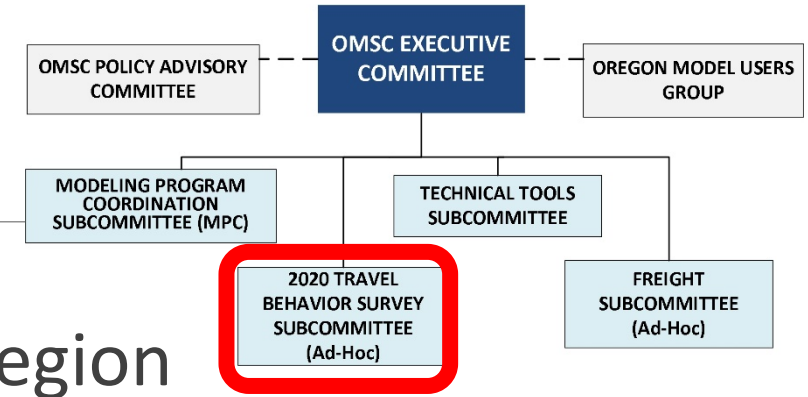 OMSC POLICY ADVISORY
COMMITTEE
OMSC EXECUTIVE
COMMITTEE
OREGON MODEL USERS
GROUP
MODELING PROGRAM
COORDINATION
SUBCOMMITTEE (MPC)
TECHNICAL TOOLS
SUBCOMMITTEE
2020 TRAVEL
BEHAVIOR SURVEY
SUBCOMMITTEE
(Ad-Hoc)
FREIGHT
SUBCOMMITTEE
(Ad-Hoc)
egion